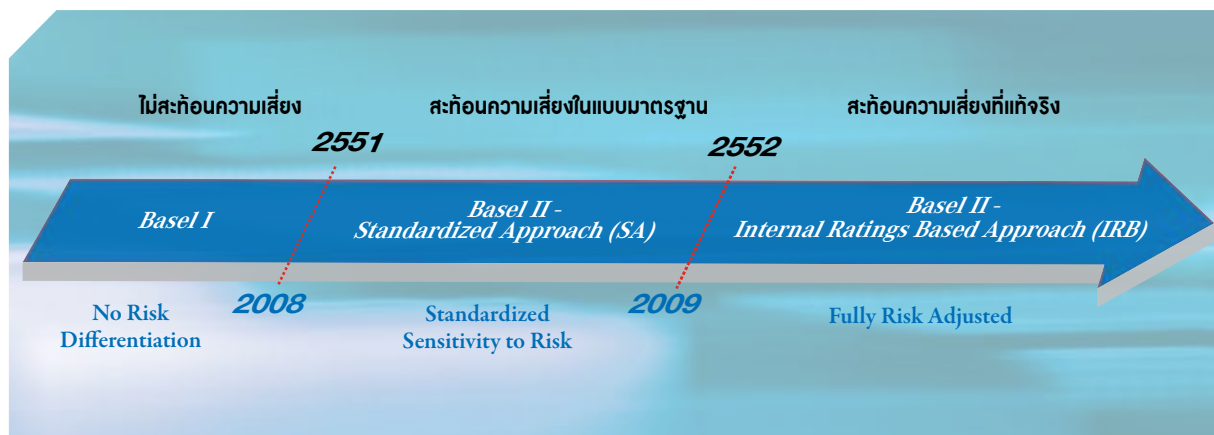 ไม่สะท้อนความเสี่ยง
สะท้อนความเสี่ยงในแบบมาตรฐาน
สะท้อนความเสี่ยงที่แท้จริง
2551
2552
Basel I
Basel II -
Standardized Approach (SA)
Basel II -
Internal Ratings Based Approach (IRB)
2008
2009
No Risk
Differentiation
Standardized
Sensitivity to Risk
Fully Risk Adjusted